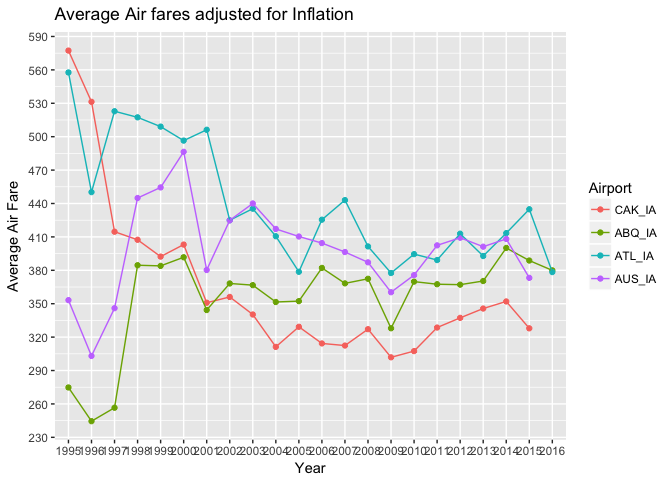 Average Air fares adjusted for Inflation
Average Air Fare
590
560
530
500
470
440
410
380
350
320
290
260
230
1995 1996 1997 1998 1999 2000 2001 2002 2003 2004 2005 2006 2007 2008 2009 2010 2011 2012 2013 2014 2015 2016
Year
Airport
CAK_IA
ABQ_IA
ATL_IA
AUS_IA